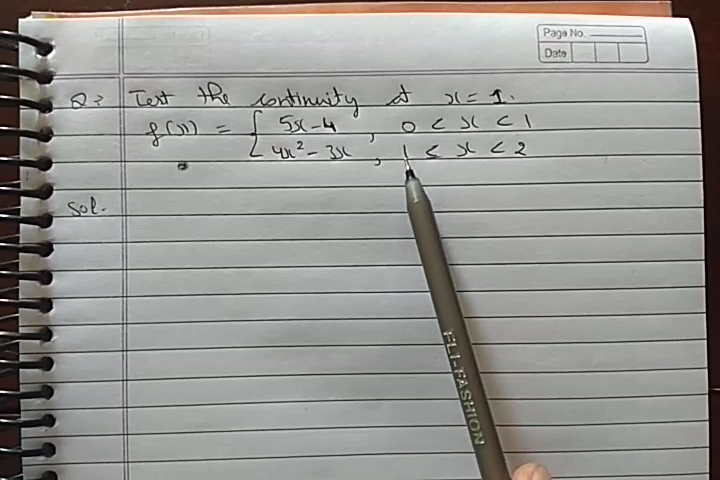 Page No.
Date
Q: Test the continuity at x = 1.
f(x) = { 5x-4 , 0 < x < 1
4x² - 3x , 1 < x < 2
Sol.
FLI-FASHION